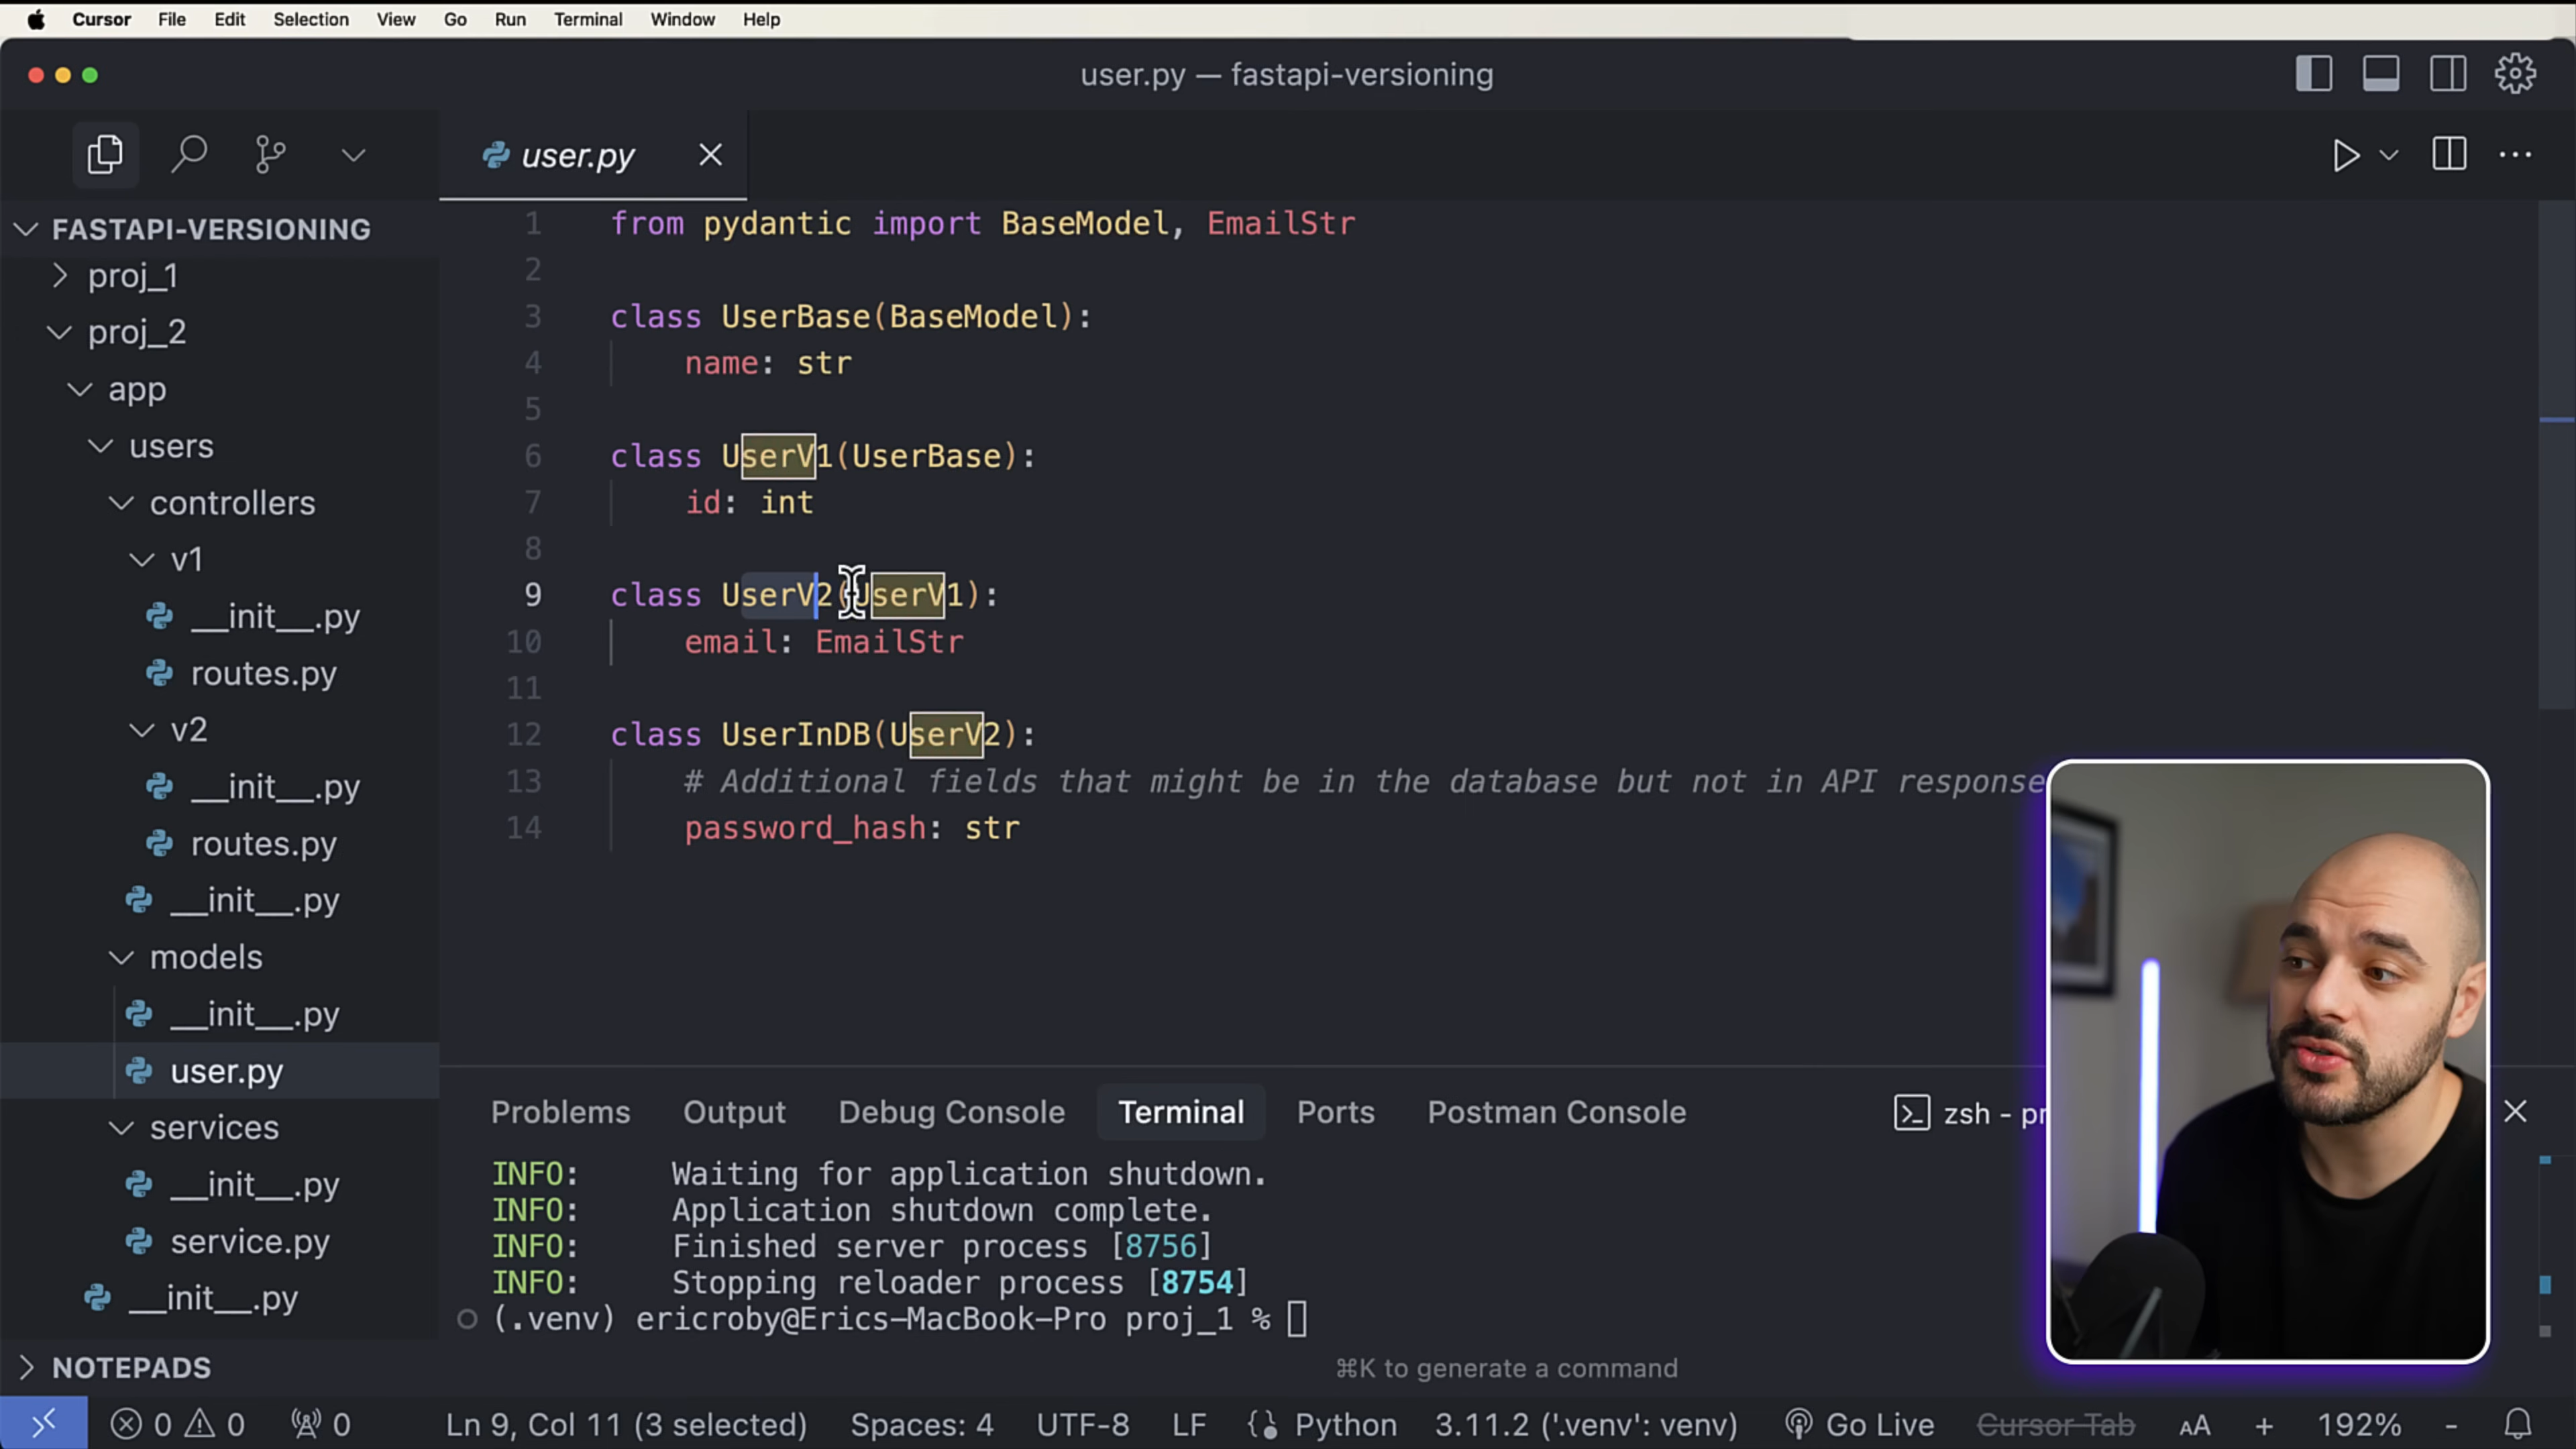 Cursor File Edit Selection View Go Run Terminal Window Help
user.py — fastapi-versioning
user.py
FASTAPI-VERSIONING
proj_1
proj_2
app
users
controllers
v1
__init__.py
routes.py
v2
__init__.py
routes.py
__init__.py
models
__init__.py
user.py
services
__init__.py
service.py
__init__.py
NOTEPADS
1 from pydantic import BaseModel, EmailStr
2
3 class UserBase(BaseModel):
4 name: str
5
6 class UserV1(UserBase):
7 id: int
8
9 class UserV2(UserV1):
10 email: EmailStr
11
12 class UserInDB(UserV2):
13 # Additional fields that might be in the database but not in API response
14 password_hash: str
Problems Output Debug Console Terminal Ports Postman Console zsh - pr
INFO: Waiting for application shutdown.
INFO: Application shutdown complete.
INFO: Finished server process [8756]
INFO: Stopping reloader process [8754]
(.venv) ericroby@Erics-MacBook-Pro proj_1 %
⌘K to generate a command
0 0 0 Ln 9, Col 11 (3 selected) Spaces: 4 UTF-8 LF Python 3.11.2 ('.venv': venv) Go Live Cursor Tab AA + 192% -